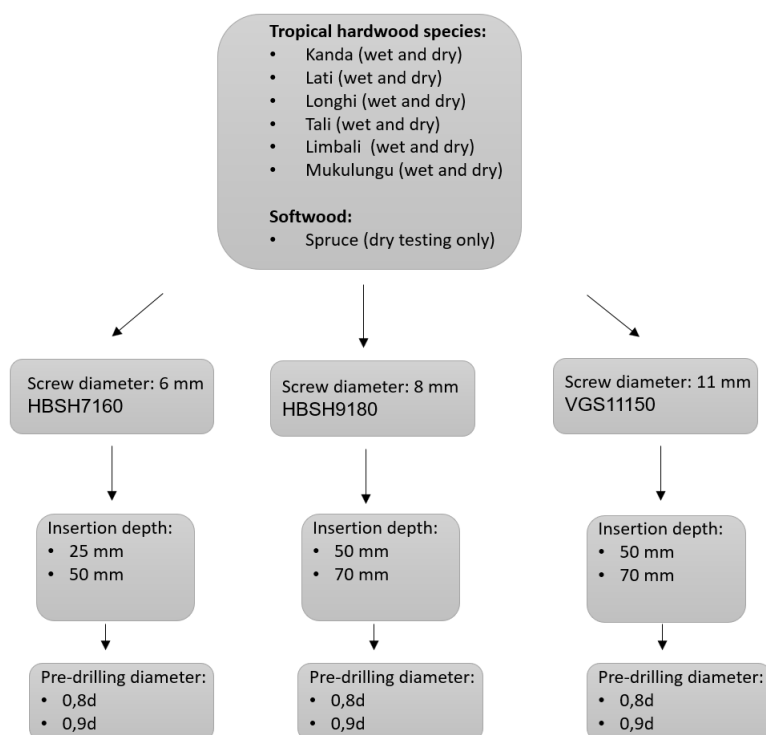 Tropical hardwood species:
• Kanda (wet and dry)
• Lati (wet and dry)
• Longhi (wet and dry)
• Tali (wet and dry)
• Limbali (wet and dry)
• Mukulungu (wet and dry)
Softwood:
• Spruce (dry testing only)
Screw diameter: 6 mm
HBSH7160
Screw diameter: 8 mm
HBSH9180
Screw diameter: 11 mm
VGS11150
Insertion depth:
• 25 mm
• 50 mm
Insertion depth:
• 50 mm
• 70 mm
Insertion depth:
• 50 mm
• 70 mm
Pre-drilling diameter:
• 0,8d
• 0,9d
Pre-drilling diameter:
• 0,8d
• 0,9d
Pre-drilling diameter:
• 0,8d
• 0,9d